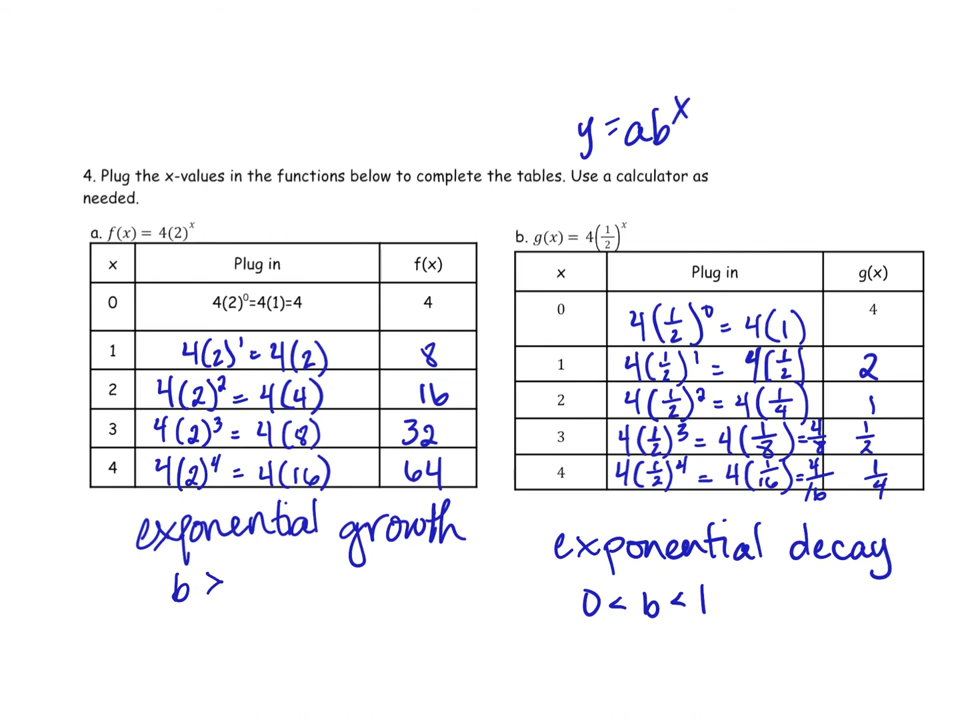 y = ab^x
4. Plug the x-values in the functions below to complete the tables. Use a calculator as
needed.
a. f(x) = 4(2)^x
x Plug in f(x)
0 4(2)^0=4(1)=4 4
1 4(2)^1 = 4(2) 8
2 4(2)^2 = 4(4) 16
3 4(2)^3 = 4(8) 32
4 4(2)^4 = 4(16) 64
exponential growth
b >
b. g(x) = 4(1/2)^x
x Plug in g(x)
0 4(1/2)^0 = 4(1) 4
1 4(1/2)^1 = 4(1/2) 2
2 4(1/2)^2 = 4(1/4) 1
3 4(1/2)^3 = 4(1/8) = 4/8 1/2
4 4(1/2)^4 = 4(1/16) = 4/16 1/4
exponential decay
0 < b < 1